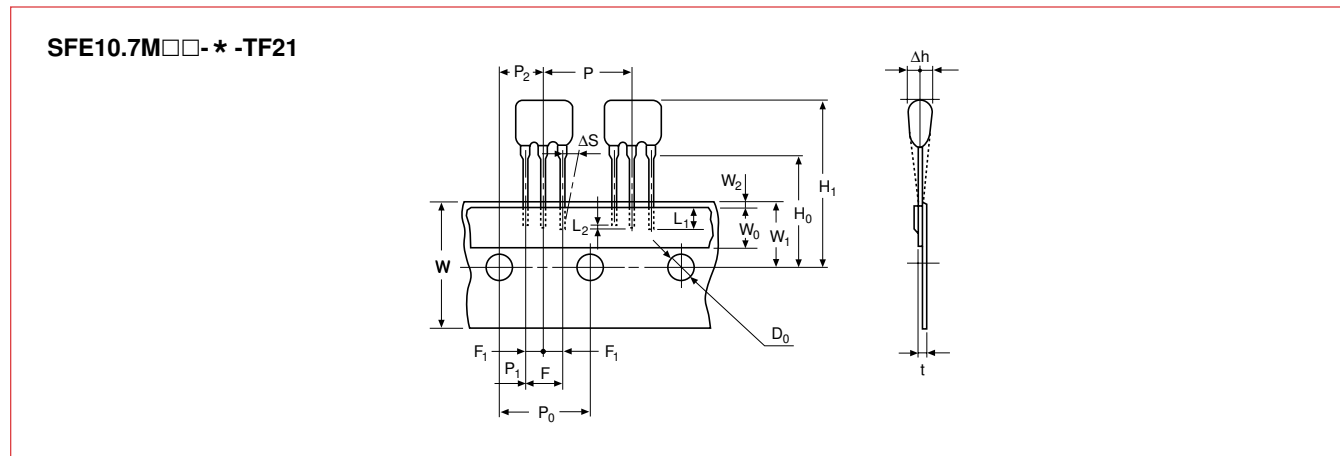 SFE10.7M□□-*-TF21
P₂ P Δh
ΔS
W₂
H₁
H₀
L₁
W₁
W₀
L₂
W
D₀
F₁ F₁
P₁ F
t
P₀